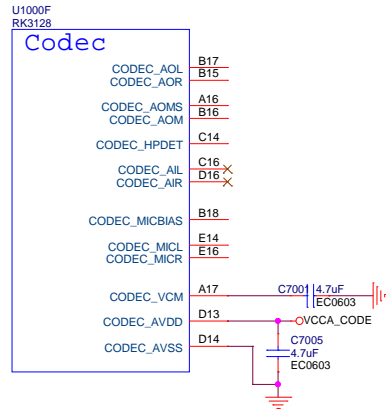 U1000F
RK3128
Codec
CODEC_AOL B17
CODEC_AOR B15
CODEC_AOMS A16
CODEC_AOM B16
CODEC_HPDET C14
CODEC_AIL C16
CODEC_AIR D16
CODEC_MICBIAS B18
CODEC_MICL E14
CODEC_MICR E16
CODEC_VCM A17 C7001 4.7uF
EC0603
CODEC_AVDD D13 VCCA_CODE
CODEC_AVSS D14 C7005
4.7uF
EC0603